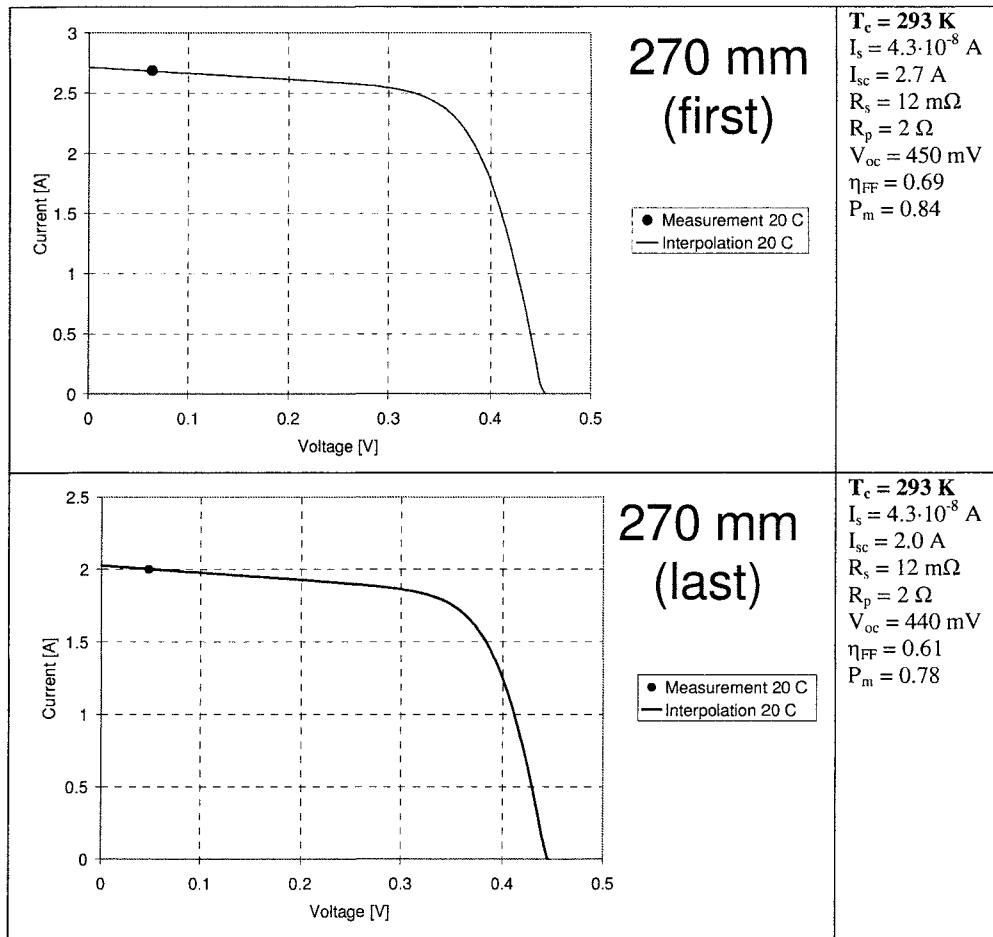 3
2.5
2
1.5
1
0.5
0
Current [A]
0
0.1
0.2
0.3
0.4
0.5
Voltage [V]
270 mm
(first)
Measurement 20 C
Interpolation 20 C
T_c = 293 K
I_s = 4.3·10⁻⁸ A
I_sc = 2.7 A
R_s = 12 mΩ
R_p = 2 Ω
V_oc = 450 mV
η_FF = 0.69
P_m = 0.84
2.5
2
1.5
1
0.5
0
Current [A]
0
0.1
0.2
0.3
0.4
0.5
Voltage [V]
270 mm
(last)
Measurement 20 C
Interpolation 20 C
T_c = 293 K
I_s = 4.3·10⁻⁸ A
I_sc = 2.0 A
R_s = 12 mΩ
R_p = 2 Ω
V_oc = 440 mV
η_FF = 0.61
P_m = 0.78